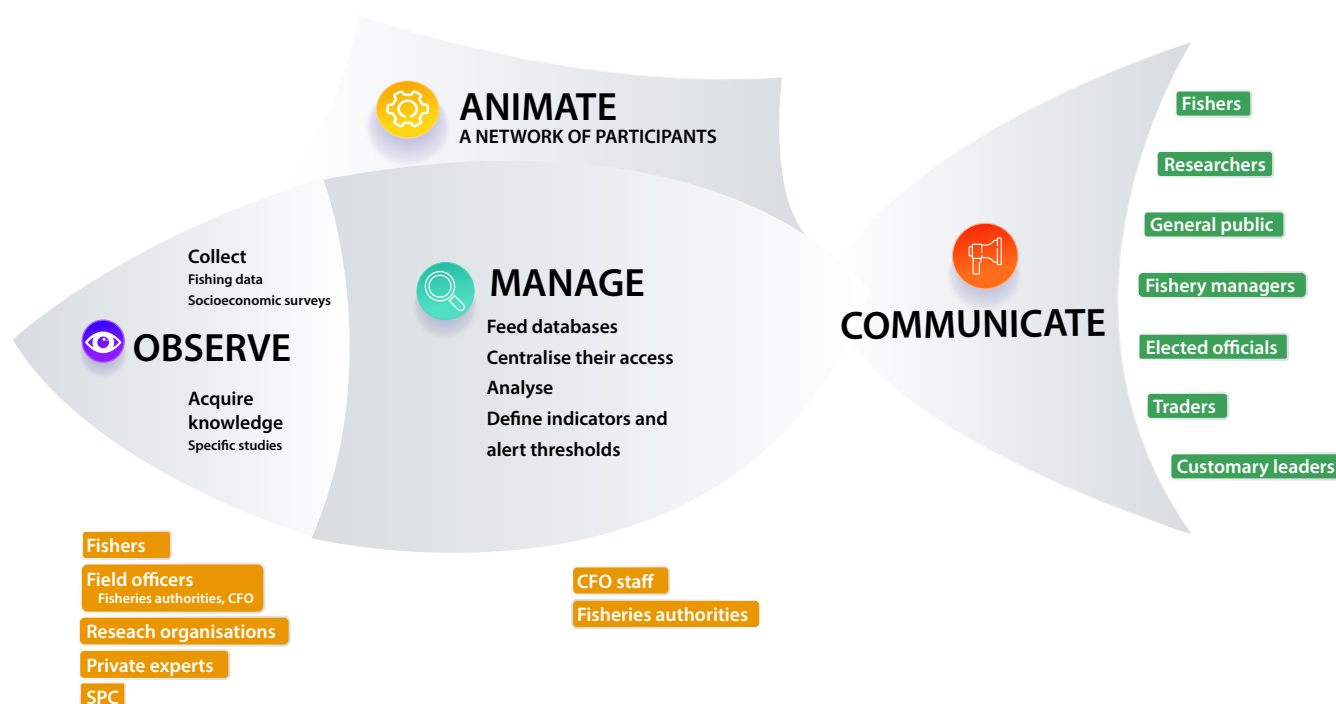 ANIMATE
A NETWORK OF PARTICIPANTS
Collect
Fishing data
Socioeconomic surveys
OBSERVE
Acquire
knowledge
Specific studies
MANAGE
Feed databases
Centralise their access
Analyse
Define indicators and
alert thresholds
COMMUNICATE
Fishers
Researchers
General public
Fishery managers
Elected officials
Traders
Customary leaders
Fishers
Field officers
Fisheries authorities, CFO
Reseach organisations
Private experts
SPC
CFO staff
Fisheries authorities